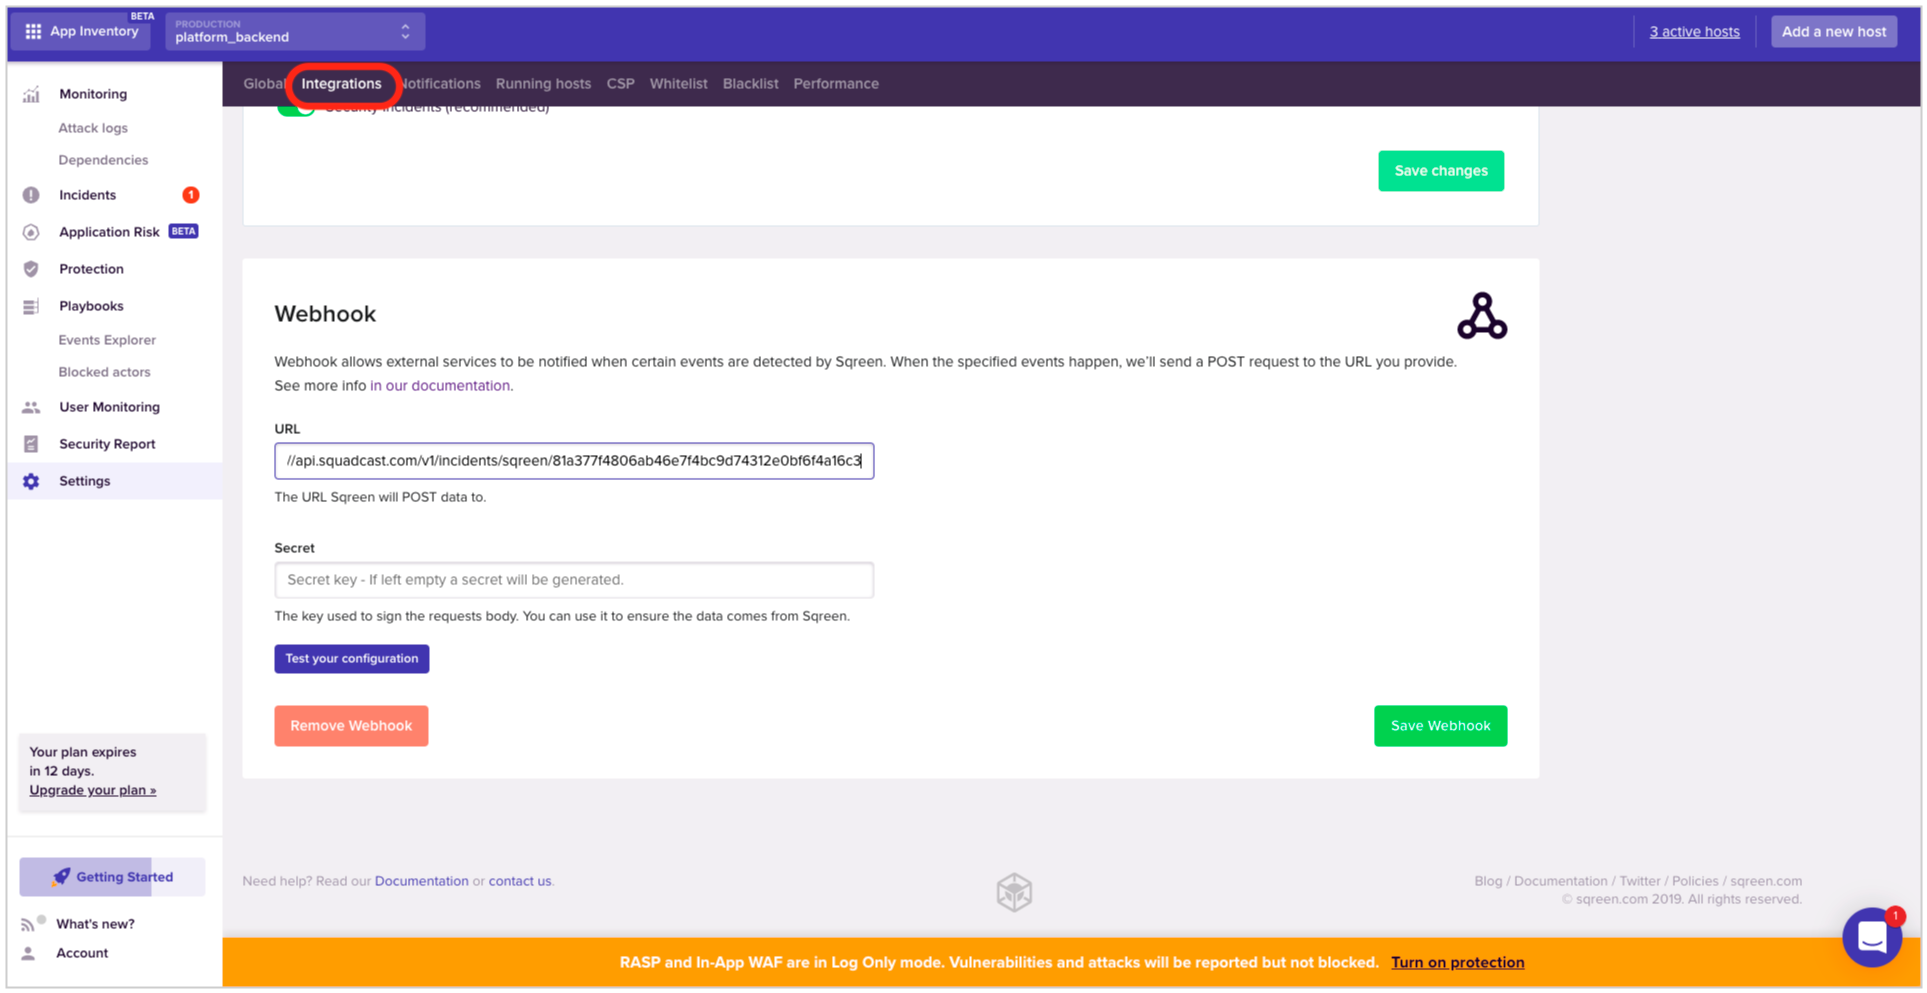 App Inventory
BETA
PRODUCTION
platform_backend
3 active hosts
Add a new host
Global
Integrations
Notifications
Running hosts
CSP
Whitelist
Blacklist
Performance
Monitoring
Attack logs
Dependencies
Incidents
1
Application Risk BETA
Protection
Playbooks
Events Explorer
Blocked actors
User Monitoring
Security Report
Settings
Your plan expires
in 12 days.
Upgrade your plan »
Getting Started
What's new?
Account
Security incidents (recommended)
Save changes
Webhook
Webhook allows external services to be notified when certain events are detected by Sqreen. When the specified events happen, we'll send a POST request to the URL you provide.
See more info in our documentation.
URL
//api.squadcast.com/v1/incidents/sqreen/81a377f4806ab46e7f4bc9d74312e0bf6f4a16c3
The URL Sqreen will POST data to.
Secret
Secret key - If left empty a secret will be generated.
The key used to sign the requests body. You can use it to ensure the data comes from Sqreen.
Test your configuration
Remove Webhook
Save Webhook
Need help? Read our Documentation or contact us.
Blog / Documentation / Twitter / Policies / sqreen.com
© sqreen.com 2019. All rights reserved.
1
RASP and In-App WAF are in Log Only mode. Vulnerabilities and attacks will be reported but not blocked. Turn on protection